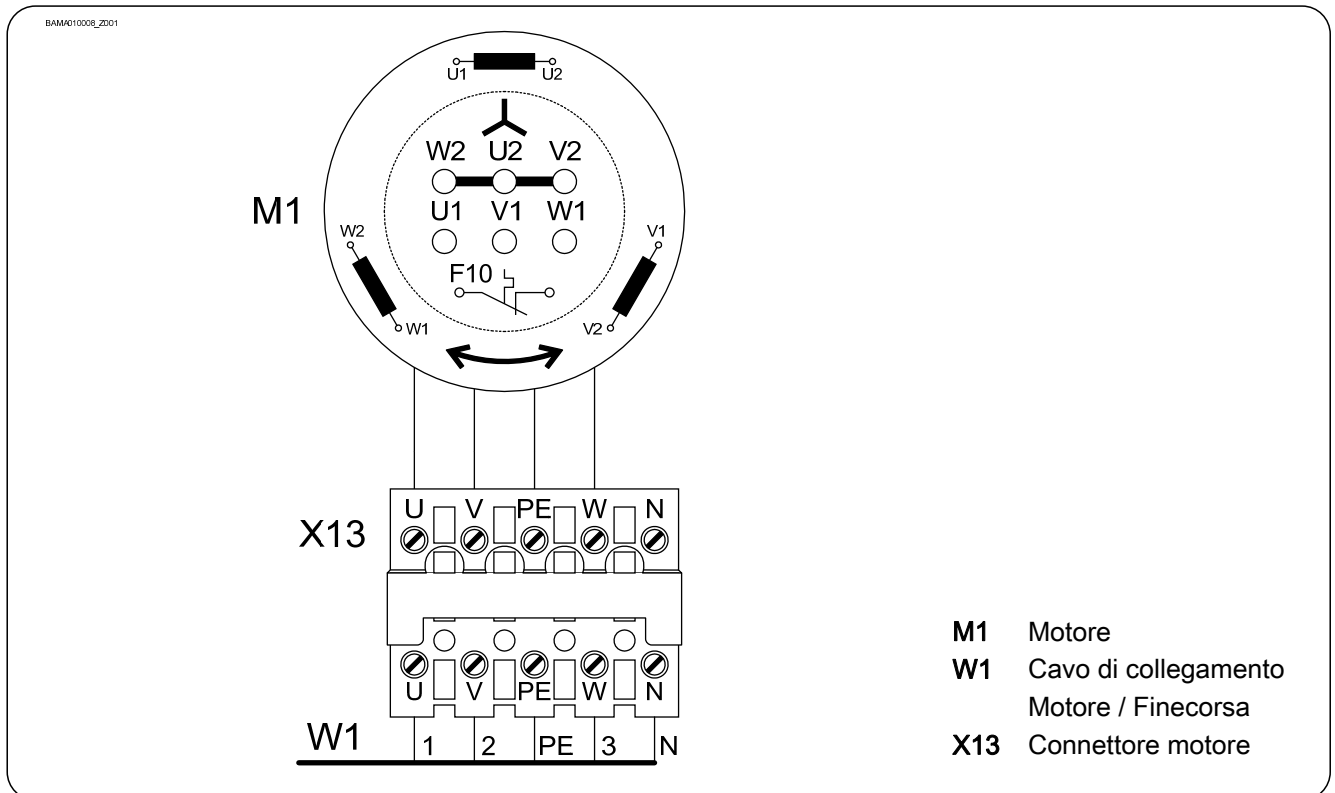 BAMA010008_Z001
U1 U2
W2 U2 V2
M1
U1 V1 W1
W2 V1
F10
W1 V2
U V PE W N
X13
U V PE W N
W1 1 2 PE 3 N
M1 Motore
W1 Cavo di collegamento
Motore / Finecorsa
X13 Connettore motore